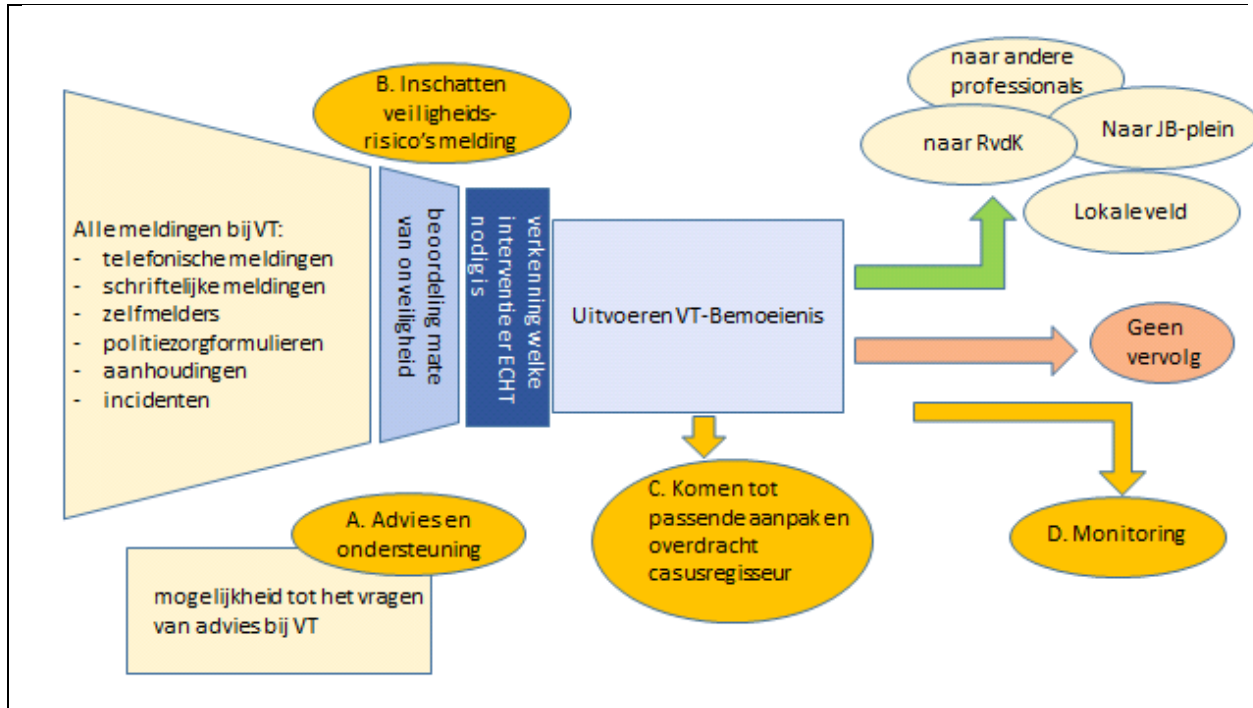 B. Inschatten
veiligheids-
risico's melding
naar andere
professionals
Naar JB-plein
naar RvdK
Lokale veld
Alle meldingen bij VT:
- telefonische meldingen
- schriftelijke meldingen
- zelfmelders
- politiezorgformulieren
- aanhoudingen
- incidenten
beoordeling mate
van onveiligheid
verkenning welke
interventie er ECHT
nodig is
Uitvoeren VT-Bemoeienis
Geen
vervolg
A. Advies en
ondersteuning
mogelijkheid tot het vragen
van advies bij VT
C. Komen tot
passende aanpak en
overdracht
casusregisseur
D. Monitoring